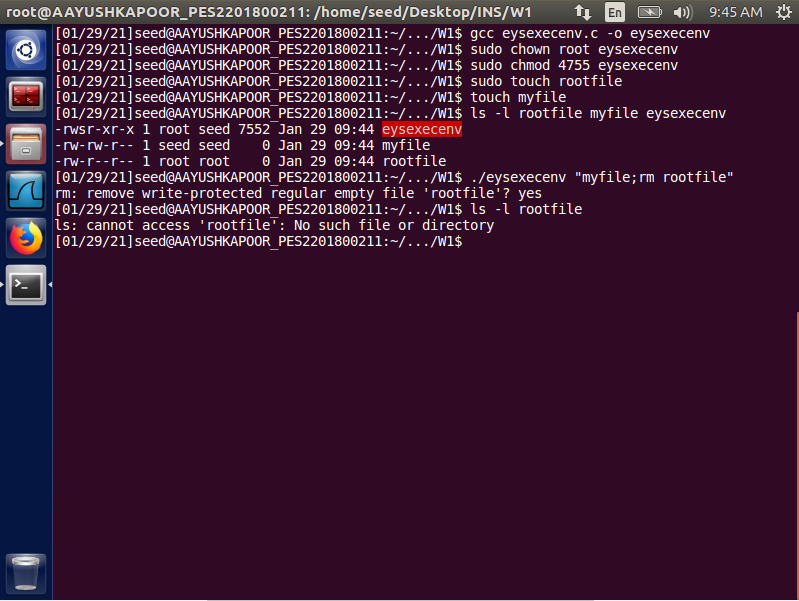 root@AAYUSHKAPOOR_PES2201800211: /home/seed/Desktop/INS/W1 En 9:45 AM
[01/29/21]seed@AAYUSHKAPOOR_PES2201800211:~/.../W1$ gcc eysexecenv.c -o eysexecenv
[01/29/21]seed@AAYUSHKAPOOR_PES2201800211:~/.../W1$ sudo chown root eysexecenv
[01/29/21]seed@AAYUSHKAPOOR_PES2201800211:~/.../W1$ sudo chmod 4755 eysexecenv
[01/29/21]seed@AAYUSHKAPOOR_PES2201800211:~/.../W1$ sudo touch rootfile
[01/29/21]seed@AAYUSHKAPOOR_PES2201800211:~/.../W1$ touch myfile
[01/29/21]seed@AAYUSHKAPOOR_PES2201800211:~/.../W1$ ls -l rootfile myfile eysexecenv
-rwsr-xr-x 1 root seed 7552 Jan 29 09:44 eysexecenv
-rw-rw-r-- 1 seed seed    0 Jan 29 09:44 myfile
-rw-r--r-- 1 root root    0 Jan 29 09:44 rootfile
[01/29/21]seed@AAYUSHKAPOOR_PES2201800211:~/.../W1$ ./eysexecenv "myfile;rm rootfile"
rm: remove write-protected regular empty file 'rootfile'? yes
[01/29/21]seed@AAYUSHKAPOOR_PES2201800211:~/.../W1$ ls -l rootfile
ls: cannot access 'rootfile': No such file or directory
[01/29/21]seed@AAYUSHKAPOOR_PES2201800211:~/.../W1$